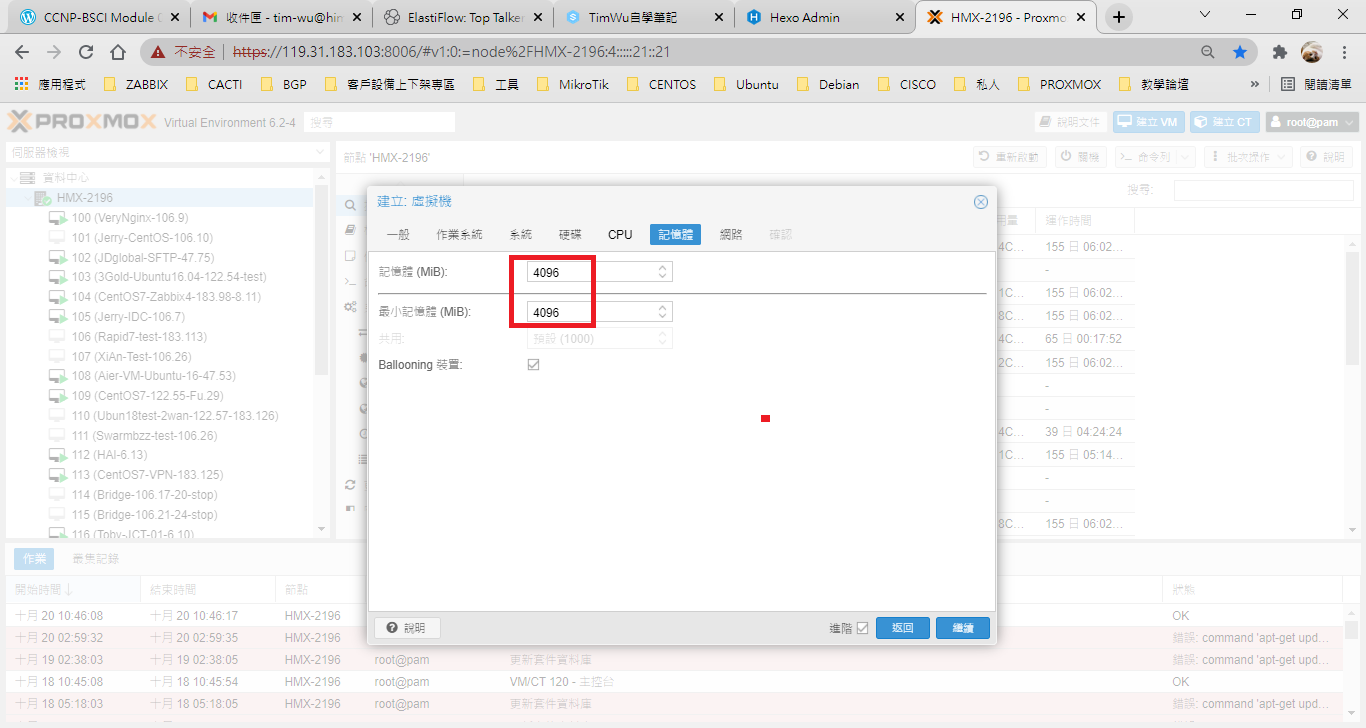 CCNP-BSCI Module
收件匣 - tim-wu@hin
ElastiFlow: Top Talker
TimWu自學筆記
Hexo Admin
HMX-2196 - Proxmo
不安全
https://119.31.183.103:8006/#v1:0:=node%2FHMX-2196:4:::::21::21
應用程式
ZABBIX
CACTI
BGP
客戶設備上下架專區
工具
MikroTik
CENTOS
Ubuntu
Debian
CISCO
私人
PROXMOX
教學論壇
»
閱讀清單
PROXMOX
Virtual Environment 6.2-4
搜尋
說明文件
建立 VM
建立 CT
root@pam
伺服器檢視
節點 'HMX-2196'
重新啟動
關機
命令列
批次操作
說明
資料中心
HMX-2196
100 (VeryNginx-106.9)
101 (Jerry-CentOS-106.10)
102 (JDglobal-SFTP-47.75)
103 (3Gold-Ubuntu16.04-122.54-test)
104 (CentOS7-Zabbix4-183.98-8.11)
105 (Jerry-IDC-106.7)
106 (Rapid7-test-183.113)
107 (XiAn-Test-106.26)
108 (Aier-VM-Ubuntu-16-47.53)
109 (CentOS7-122.55-Fu.29)
110 (Ubun18test-2wan-122.57-183.126)
111 (Swarmbzz-test-106.26)
112 (HAI-6.13)
113 (CentOS7-VPN-183.125)
114 (Bridge-106.17-20-stop)
115 (Bridge-106.21-24-stop)
116 (Toby-JCT-01-6.10)
搜尋:
用量
運作時間
4C...
155 日 06:02...
-
1C...
155 日 06:02...
8C...
155 日 06:02...
4C...
65 日 00:17:52
2C...
155 日 06:02...
-
-
4C...
39 日 04:24:24
1C...
155 日 05:14...
-
-
8C...
155 日 06:02...
建立: 虛擬機
一般
作業系統
系統
硬碟
CPU
記憶體
網路
確認
記憶體 (MiB):
4096
最小記憶體 (MiB):
4096
共用:
預設 (1000)
Ballooning 裝置:
說明
進階
返回
繼續
作業
叢集記錄
開始時間 ↓
結束時間
節點
狀態
十月 20 10:46:08
十月 20 10:46:17
HMX-2196
OK
十月 20 02:59:32
十月 20 02:59:35
HMX-2196
錯誤: command 'apt-get upd...
十月 19 02:38:03
十月 19 02:38:05
HMX-2196
root@pam
更新套件資料庫
錯誤: command 'apt-get upd...
十月 18 10:45:08
十月 18 10:45:54
HMX-2196
root@pam
VM/CT 120 - 主控台
OK
十月 18 05:18:03
十月 18 05:18:05
HMX-2196
root@pam
更新套件資料庫
錯誤: command 'apt-get upd...